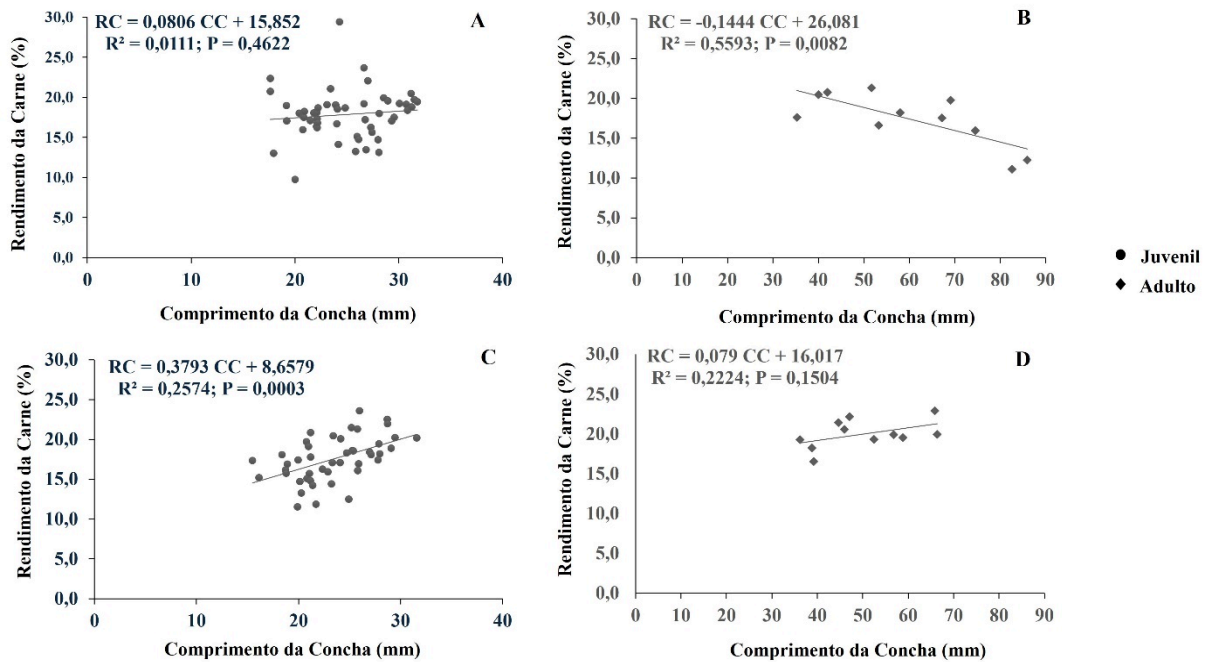 A
RC = 0,0806 CC + 15,852
R² = 0,0111; P = 0,4622
Rendimento da Carne (%)
30,0
25,0
20,0
15,0
10,0
5,0
0,0
0 10 20 30 40
Comprimento da Concha (mm)
B
RC = -0,1444 CC + 26,081
R² = 0,5593; P = 0,0082
Rendimento da Carne (%)
30,0
25,0
20,0
15,0
10,0
5,0
0,0
0 10 20 30 40 50 60 70 80 90
Comprimento da Concha (mm)
Juvenil
Adulto
C
RC = 0,3793 CC + 8,6579
R² = 0,2574; P = 0,0003
Rendimento da Carne (%)
30,0
25,0
20,0
15,0
10,0
5,0
0,0
0 10 20 30 40
Comprimento da Concha (mm)
D
RC = 0,079 CC + 16,017
R² = 0,2224; P = 0,1504
Rendimento da Carne (%)
30,0
25,0
20,0
15,0
10,0
5,0
0,0
0 10 20 30 40 50 60 70 80 90
Comprimento da Concha (mm)